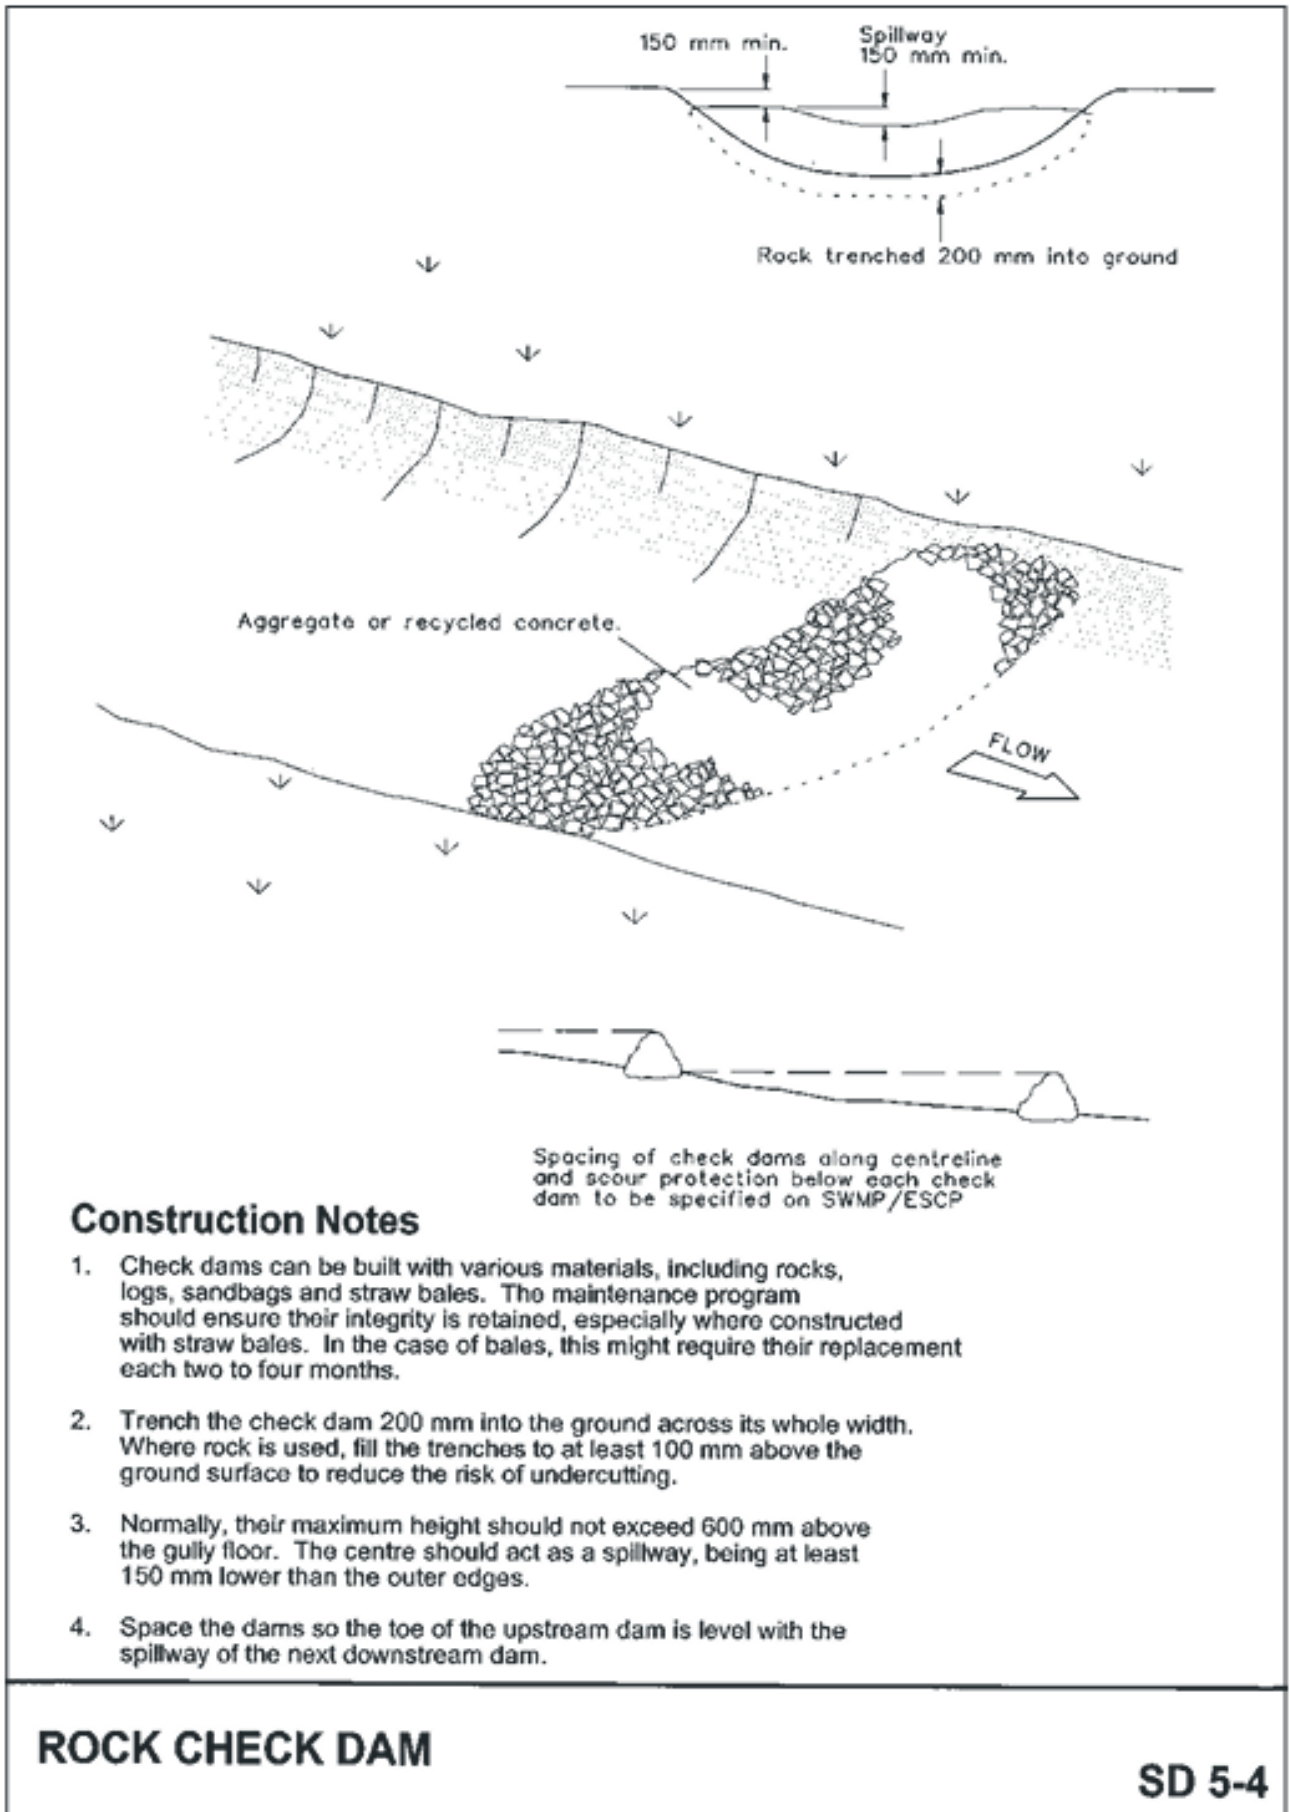 150 mm min.
Spillway
150 mm min.
Rock trenched 200 mm into ground
Aggregate or recycled concrete.
FLOW
Spacing of check dams along centreline
and scour protection below each check
dam to be specified on SWMP/ESCP
Construction Notes
1. Check dams can be built with various materials, including rocks,
logs, sandbags and straw bales. The maintenance program
should ensure their integrity is retained, especially where constructed
with straw bales. In the case of bales, this might require their replacement
each two to four months.
2. Trench the check dam 200 mm into the ground across its whole width.
Where rock is used, fill the trenches to at least 100 mm above the
ground surface to reduce the risk of undercutting.
3. Normally, their maximum height should not exceed 600 mm above
the gully floor. The centre should act as a spillway, being at least
150 mm lower than the outer edges.
4. Space the dams so the toe of the upstream dam is level with the
spillway of the next downstream dam.
ROCK CHECK DAM
SD 5-4